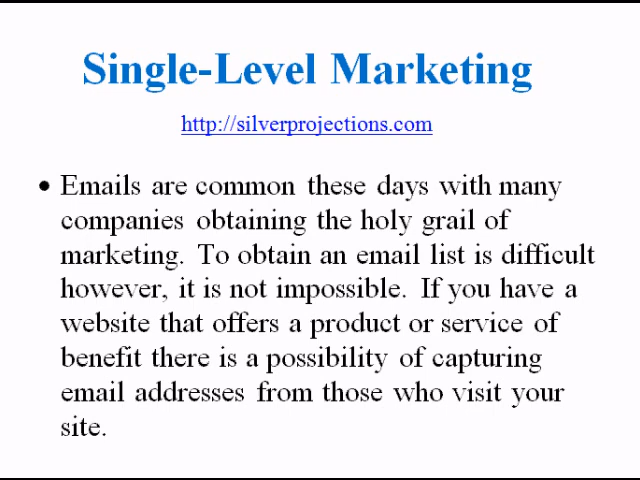 Single-Level Marketing
http://silverprojections.com
• Emails are common these days with many
companies obtaining the holy grail of
marketing. To obtain an email list is difficult
however, it is not impossible. If you have a
website that offers a product or service of
benefit there is a possibility of capturing
email addresses from those who visit your
site.